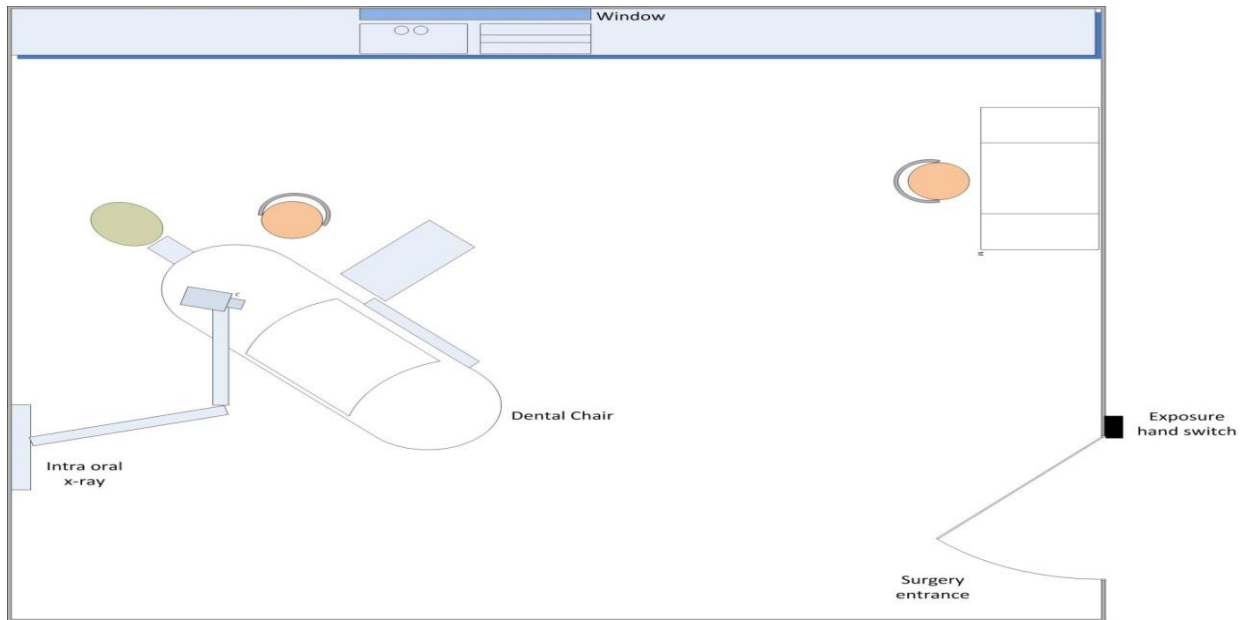 Window
Dental Chair
Exposure
hand switch
Intra oral
x-ray
Surgery
entrance